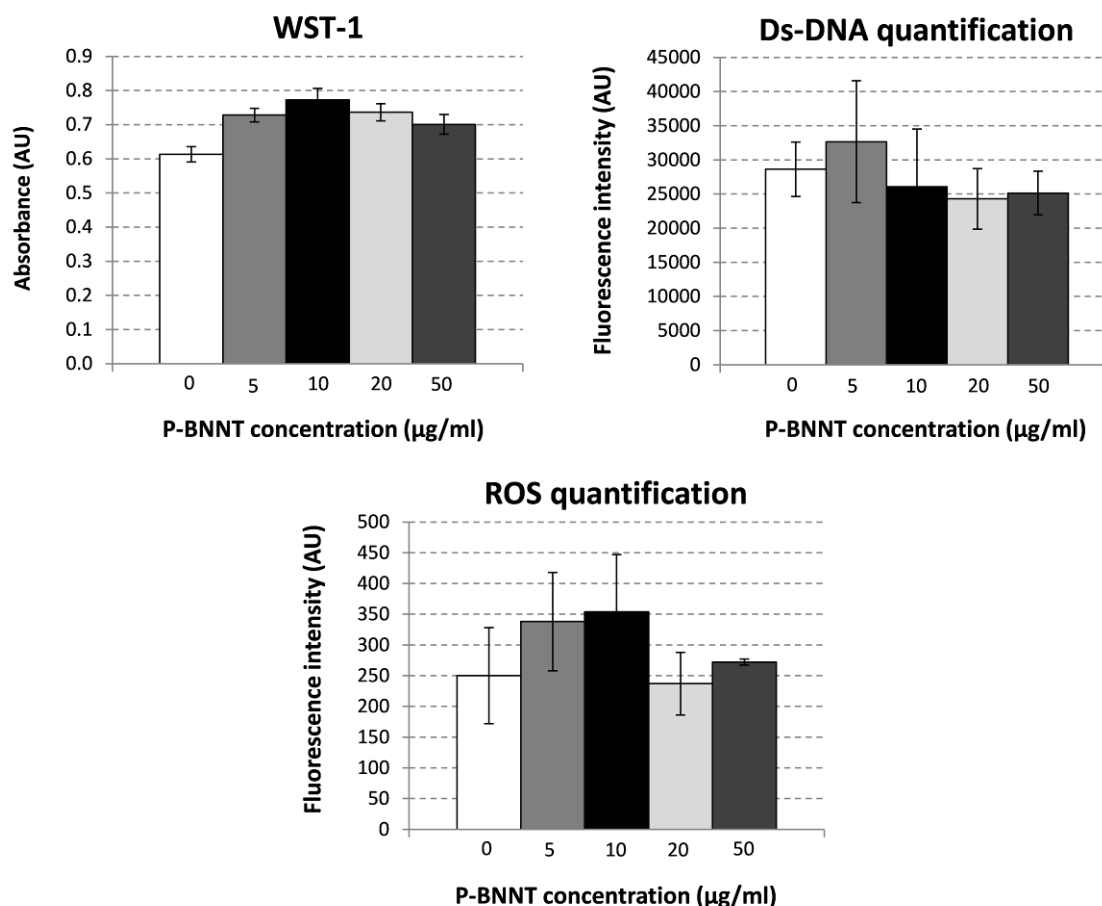 WST-1
Absorbance (AU)
0.9
0.8
0.7
0.6
0.5
0.4
0.3
0.2
0.1
0.0
0 5 10 20 50
P-BNNT concentration (µg/ml)
Ds-DNA quantification
Fluorescence intensity (AU)
45000
40000
35000
30000
25000
20000
15000
10000
5000
0
0 5 10 20 50
P-BNNT concentration (µg/ml)
ROS quantification
Fluorescence intensity (AU)
500
450
400
350
300
250
200
150
100
50
0
0 5 10 20 50
P-BNNT concentration (µg/ml)